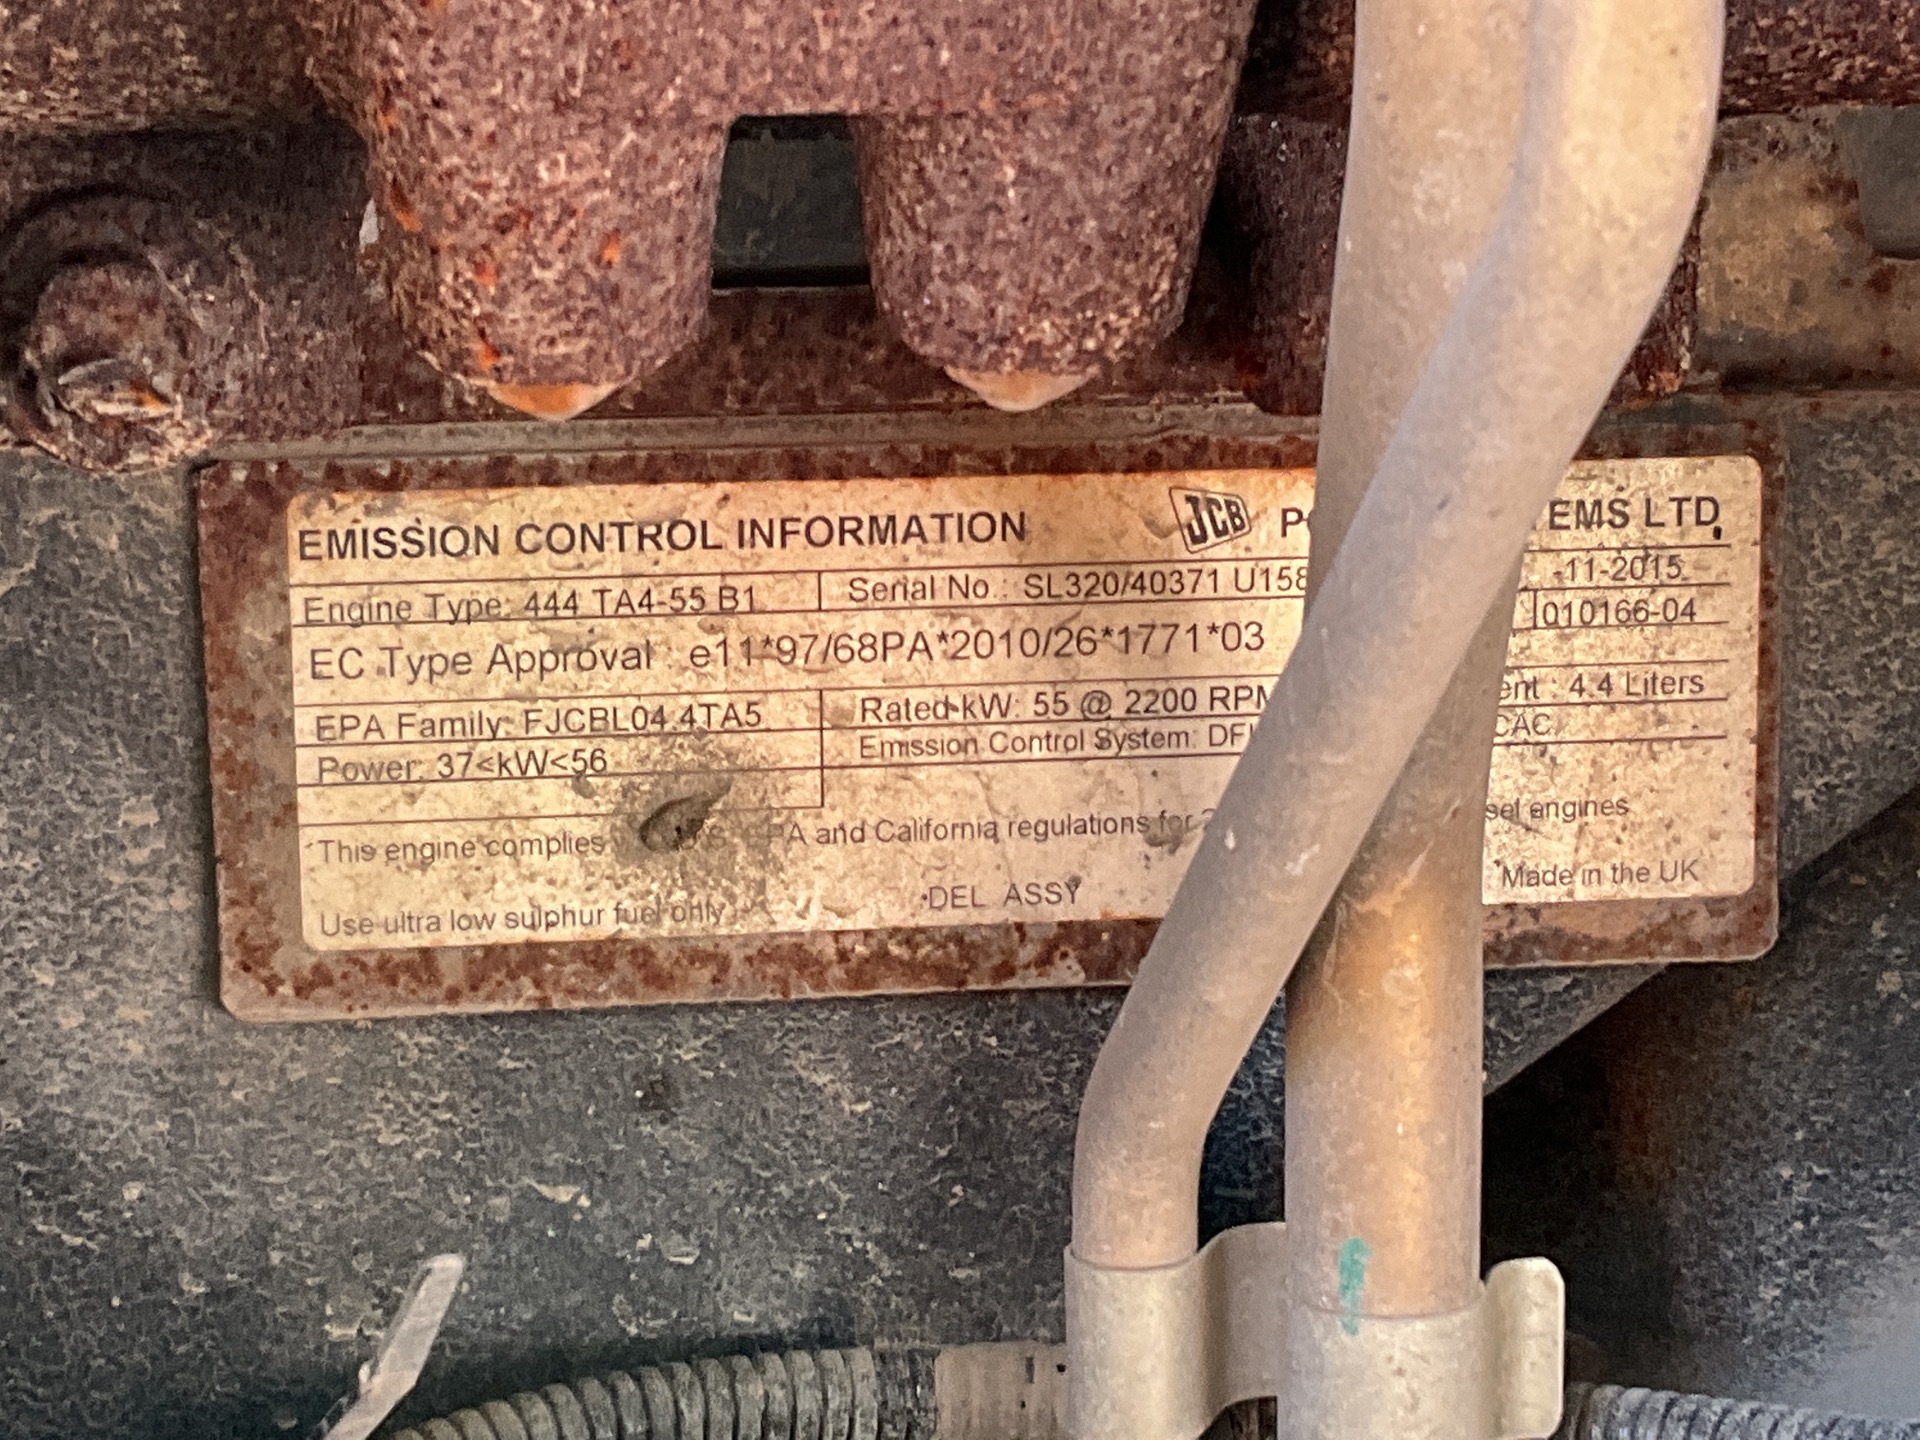 EMISSION CONTROL INFORMATION JCB EMS LTD.
Engine Type: 444 TA4-55 B1 Serial No.: SL320/40371 U158 -11-2015
010166-04
EC Type Approval : e11*97/68PA*2010/26*1771*03
EPA Family: FJCBL04.4TA5 Rated kW: 55 @ 2200 RPM ent : 4.4 Liters
Power: 37<kW<56 Emission Control System: CAC
This engine complies and California regulations for sel engines
Use ultra low sulphur fuel only DEL ASSY Made in the UK